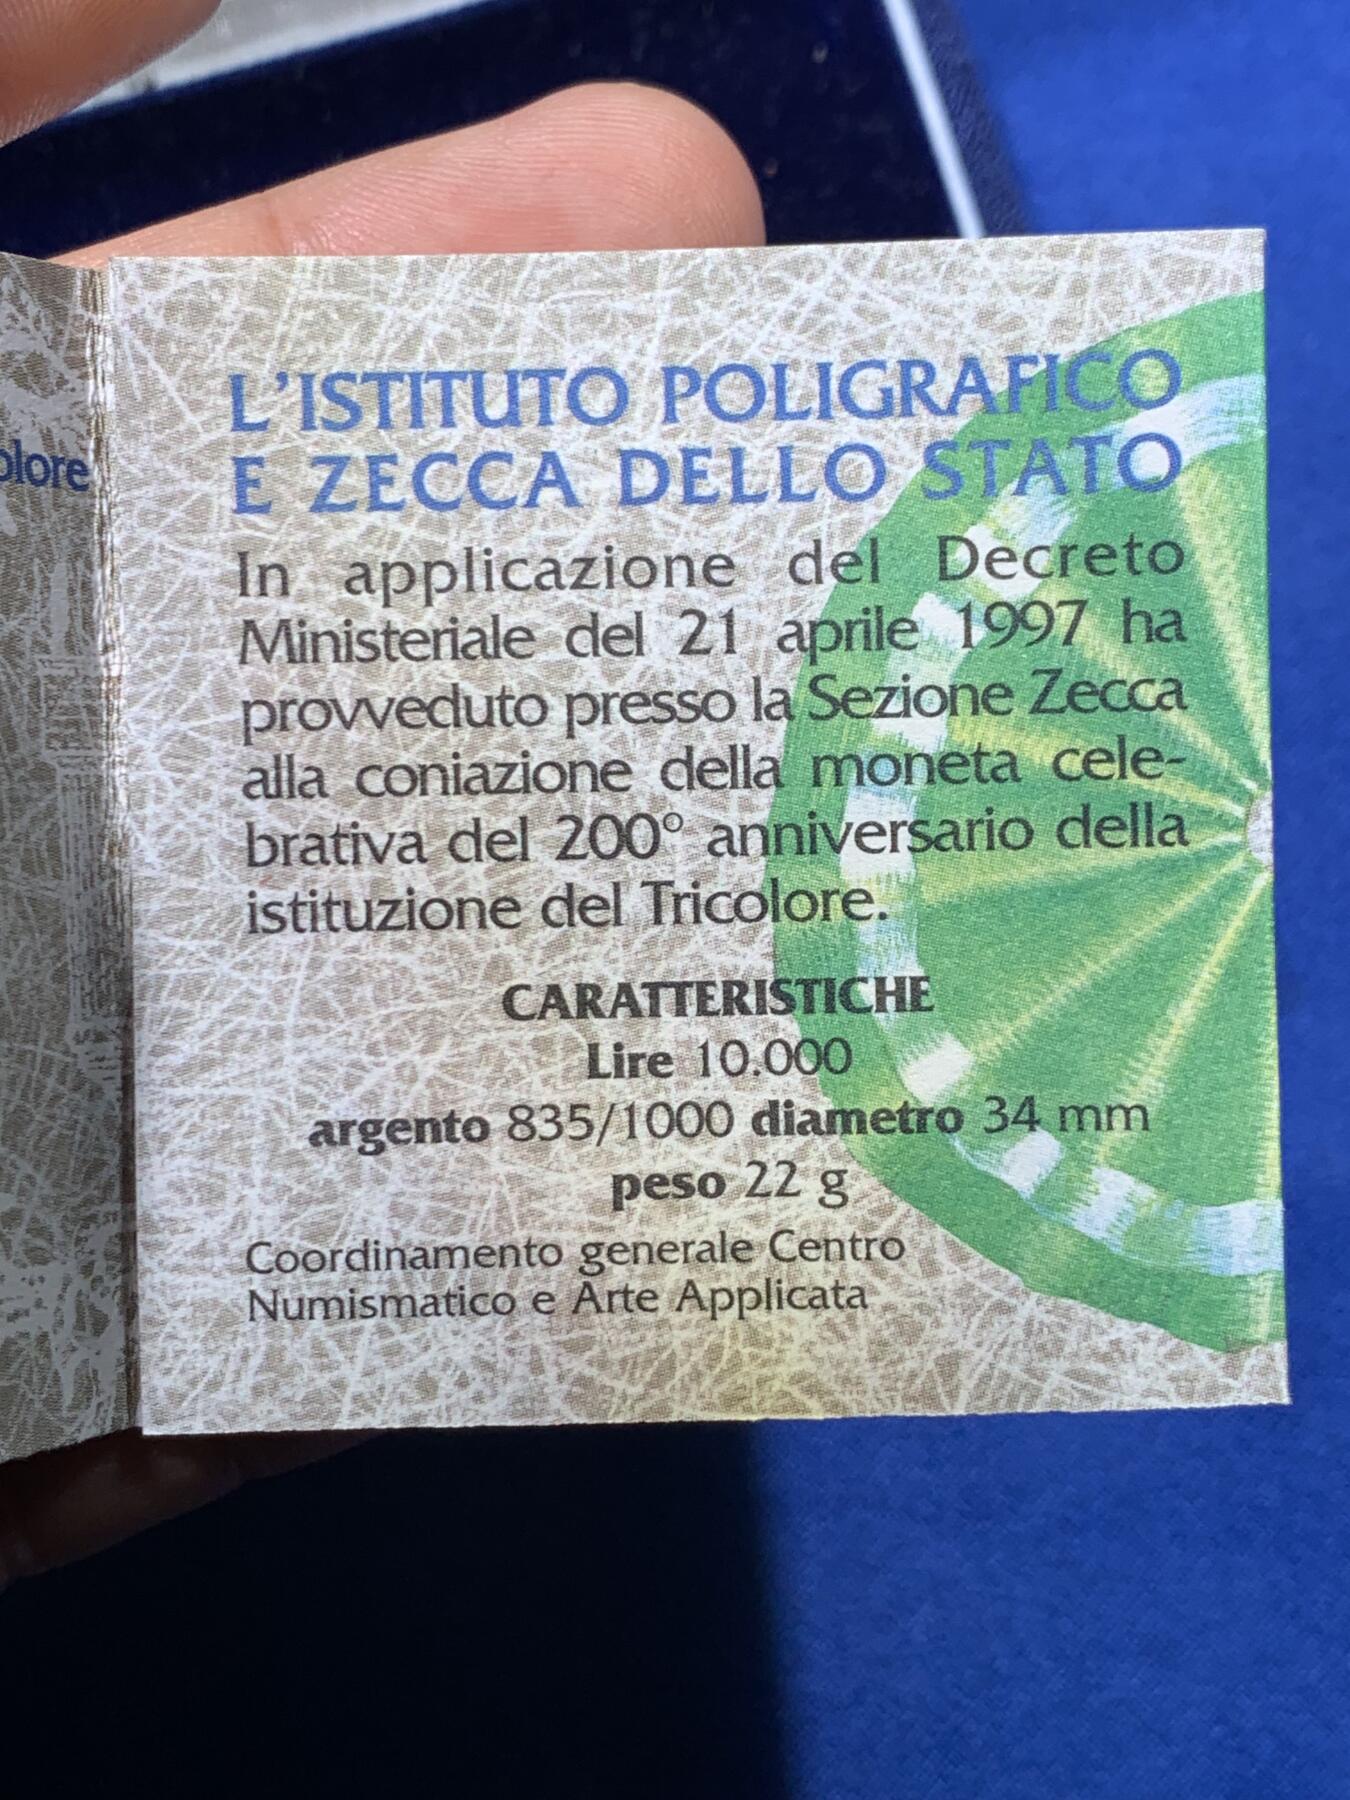 L'ISTITUTO POLIGRAFICO
E ZECCA DELLO STATO
In applicazione del Decreto
Ministeriale del 21 aprile 1997 ha
provveduto presso la Sezione Zecca
alla coniazione della moneta cele-
brativa del 200° anniversario della
istituzione del Tricolore.
CARATTERISTICHE
Lire 10.000
argento 835/1000 diametro 34 mm
peso 22 g
Coordinamento generale Centro
Numismatico e Arte Applicata